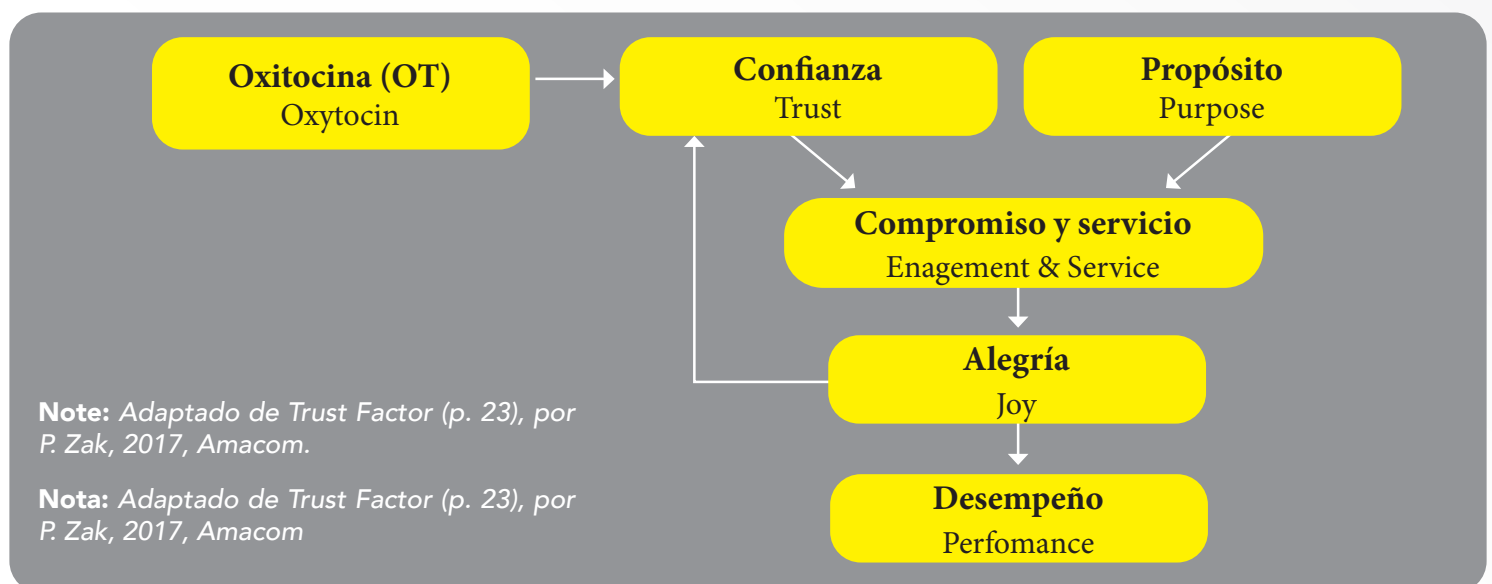 Oxitocina (OT)
Oxytocin
Confianza
Trust
Propósito
Purpose
Compromiso y servicio
Enagement & Service
Alegría
Joy
Desempeño
Perfomance
Note: Adaptado de Trust Factor (p. 23), por
P. Zak, 2017, Amacom.
Nota: Adaptado de Trust Factor (p. 23), por
P. Zak, 2017, Amacom